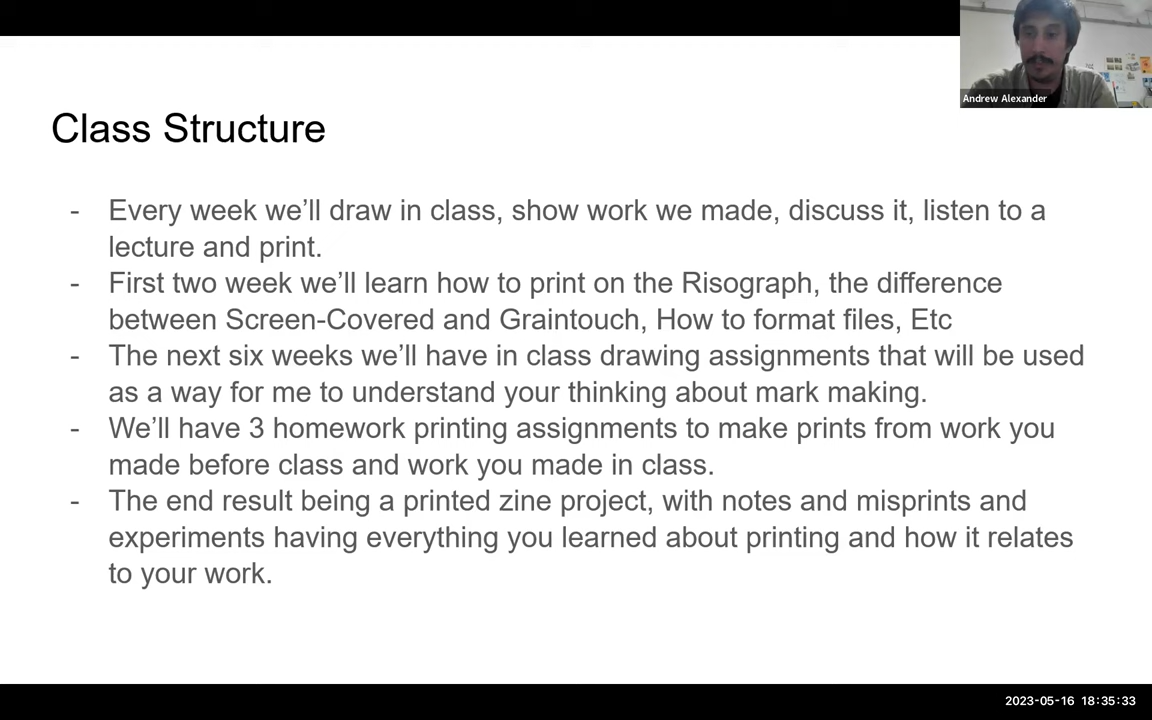 Andrew Alexander
Class Structure
- Every week we’ll draw in class, show work we made, discuss it, listen to a
lecture and print.
- First two week we’ll learn how to print on the Risograph, the difference
between Screen-Covered and Graintouch, How to format files, Etc
- The next six weeks we’ll have in class drawing assignments that will be used
as a way for me to understand your thinking about mark making.
- We’ll have 3 homework printing assignments to make prints from work you
made before class and work you made in class.
- The end result being a printed zine project, with notes and misprints and
experiments having everything you learned about printing and how it relates
to your work.
2023-05-16 18:35:33